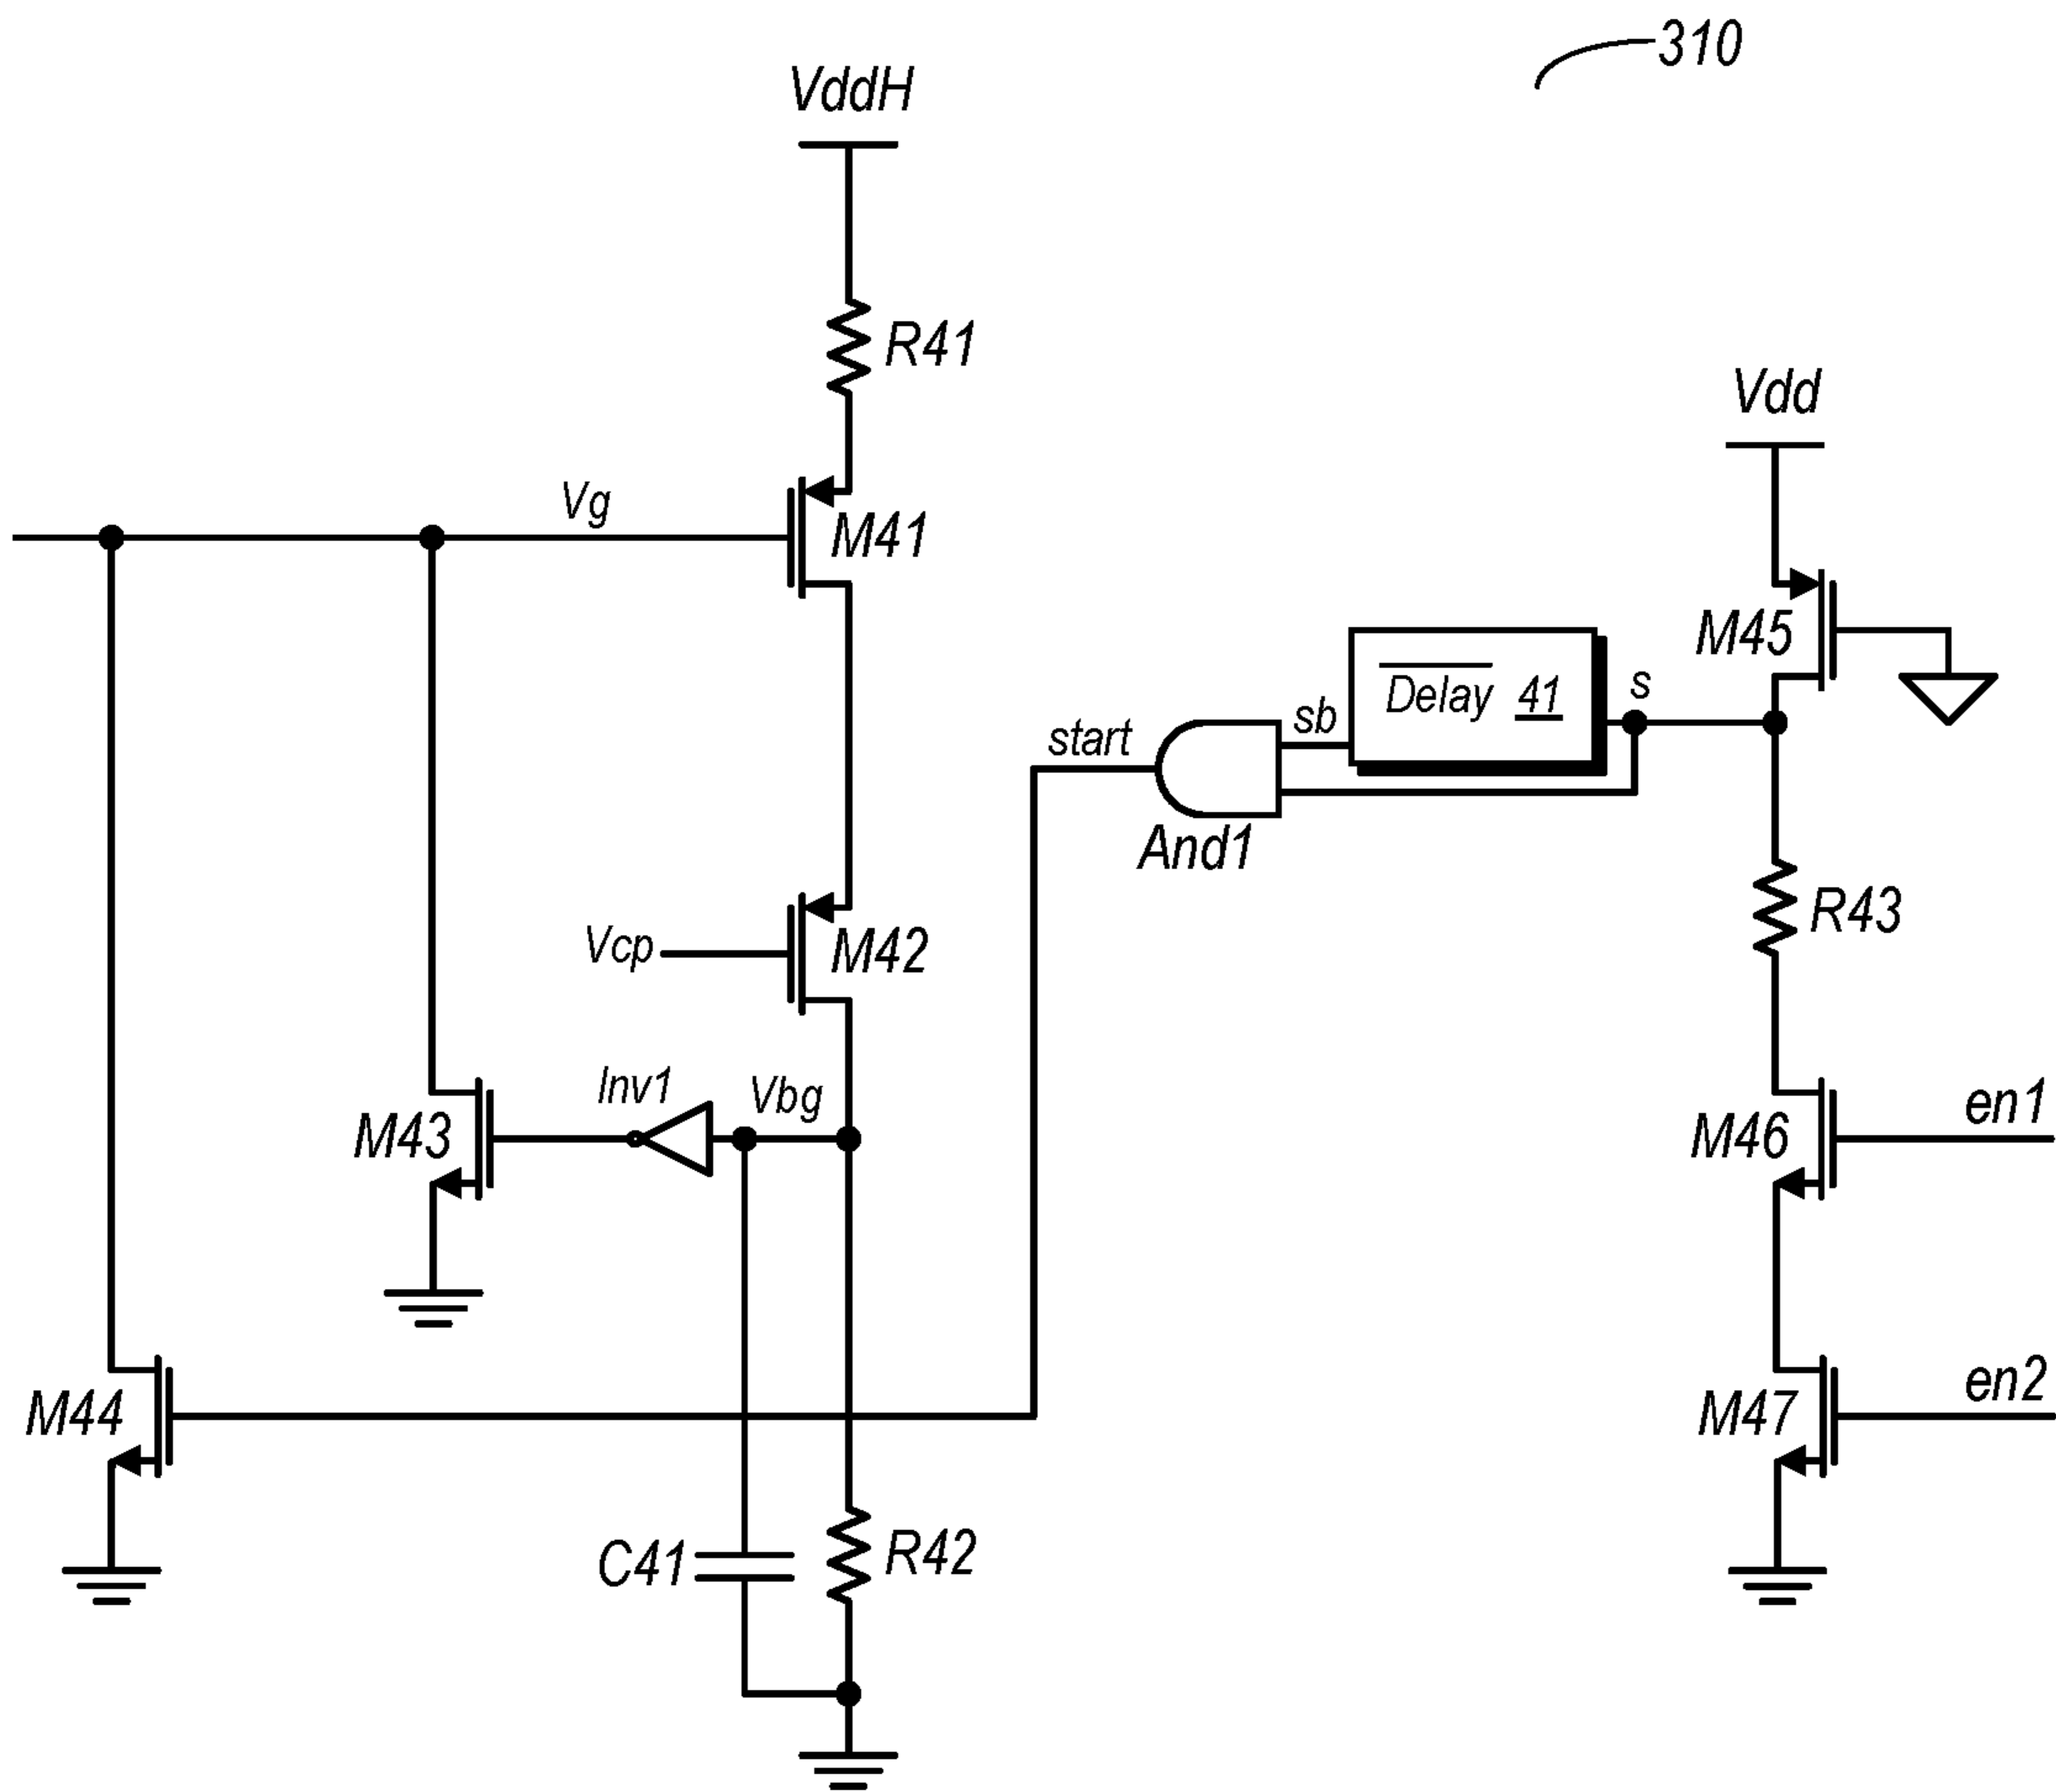 310
VddH
R41
Vdd
Vg
M41
M45
Delay 41
s
sb
start
And1
R43
Vcp
M42
Inv1
Vbg
M43
en1
M46
en2
M47
M44
C41
R42